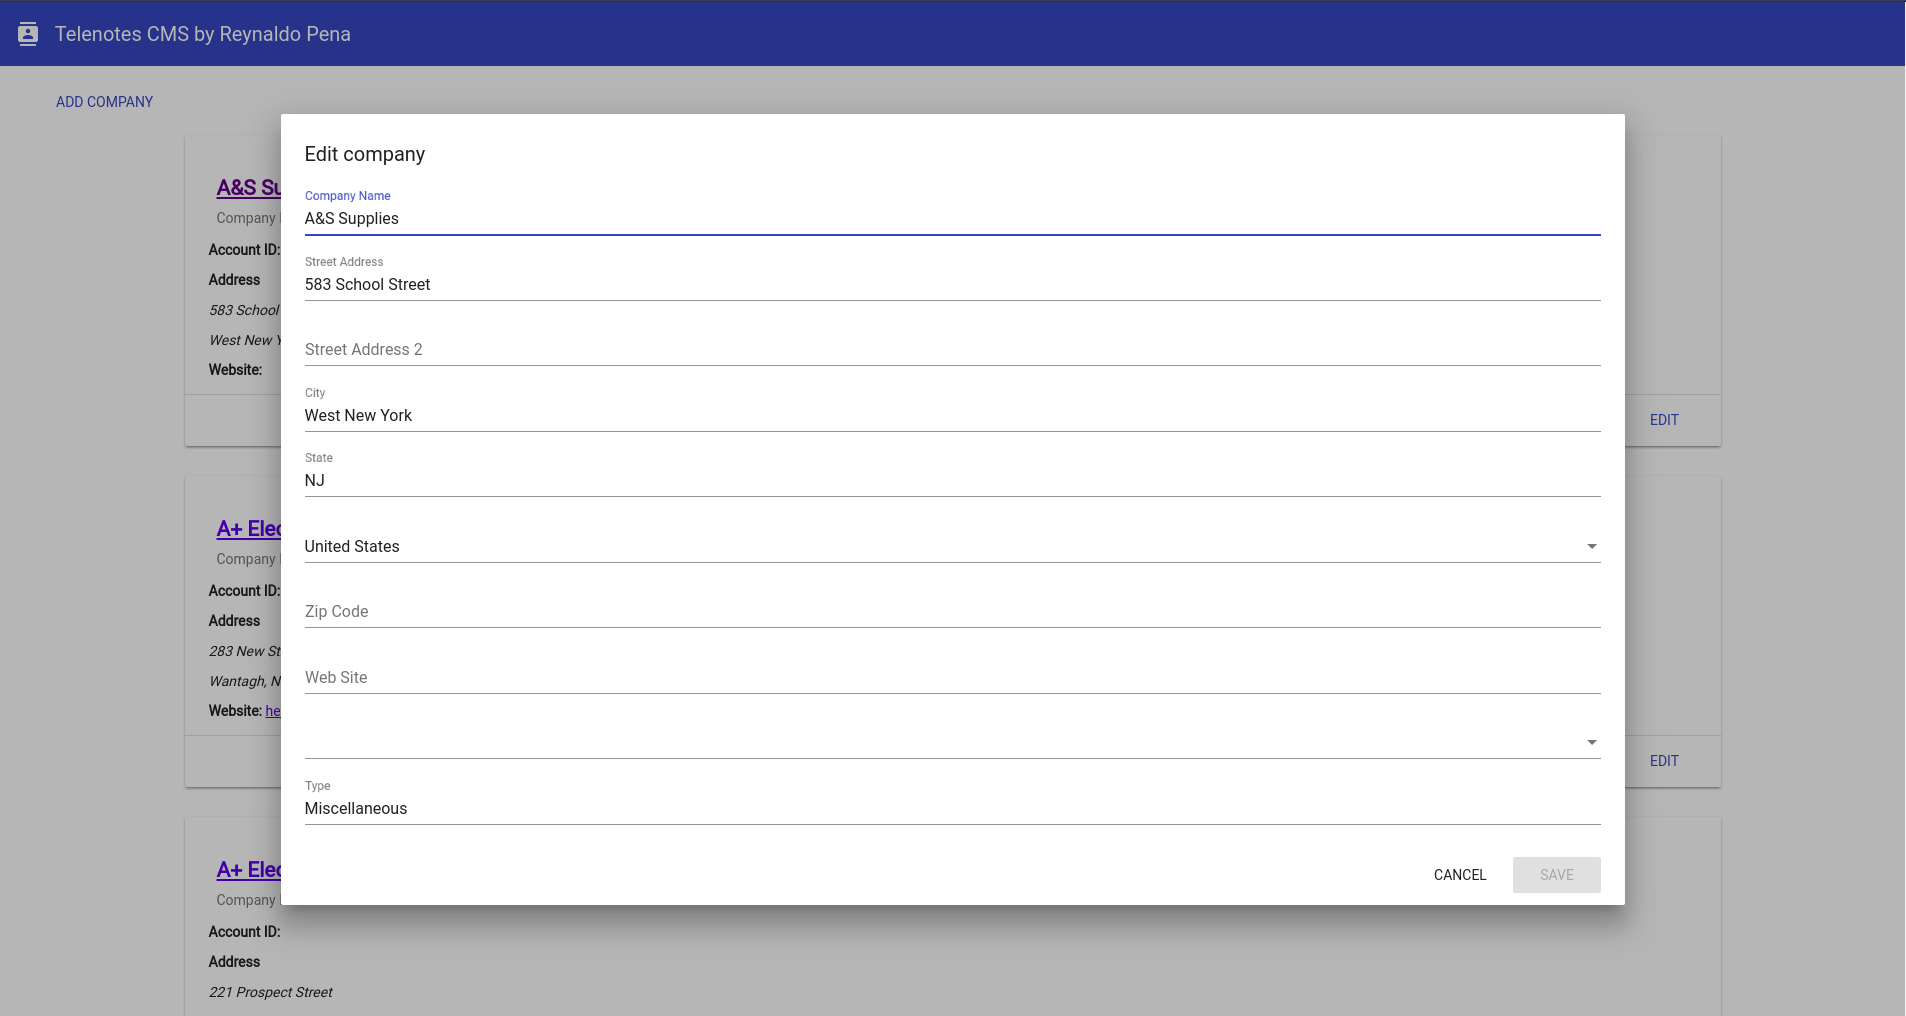 Telenotes CMS by Reynaldo Pena
ADD COMPANY
A&S Su
Company
Account ID:
Address
583 School
West New Y
Website:
EDIT
A+ Elec
Company
Account ID:
Address
283 New St
Wantagh, N
Website: he
EDIT
A+ Elec
Company
Account ID:
Address
221 Prospect Street
Edit company
Company Name
A&S Supplies
Street Address
583 School Street
Street Address 2
City
West New York
State
NJ
United States
Zip Code
Web Site
Type
Miscellaneous
CANCEL SAVE